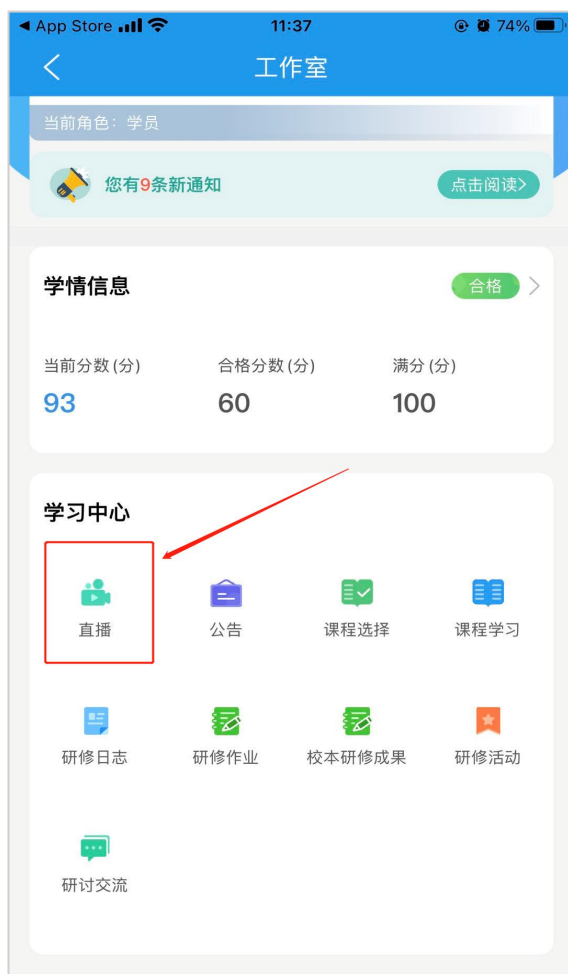 App Store 11:37 74%
工作室
当前角色：学员
您有9条新通知 点击阅读>
学情信息 合格
当前分数(分) 合格分数(分) 满分(分)
93 60 100
学习中心
直播 公告 课程选择 课程学习
研修日志 研修作业 校本研修成果 研修活动
研讨交流